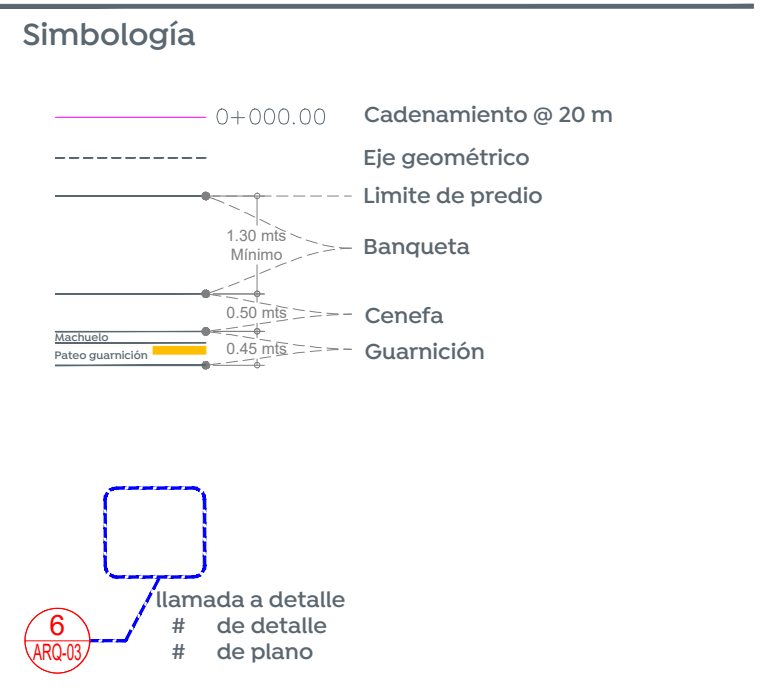 Simbología
0+000.00 Cadenamiento @ 20 m
Eje geométrico
Limite de predio
1.30 mts
Mínimo
Banqueta
0.50 mts Cenefa
Machuelo
Pateo guarnición 0.45 mts Guarnición
llamada a detalle
6 # de detalle
ARQ-03 # de plano